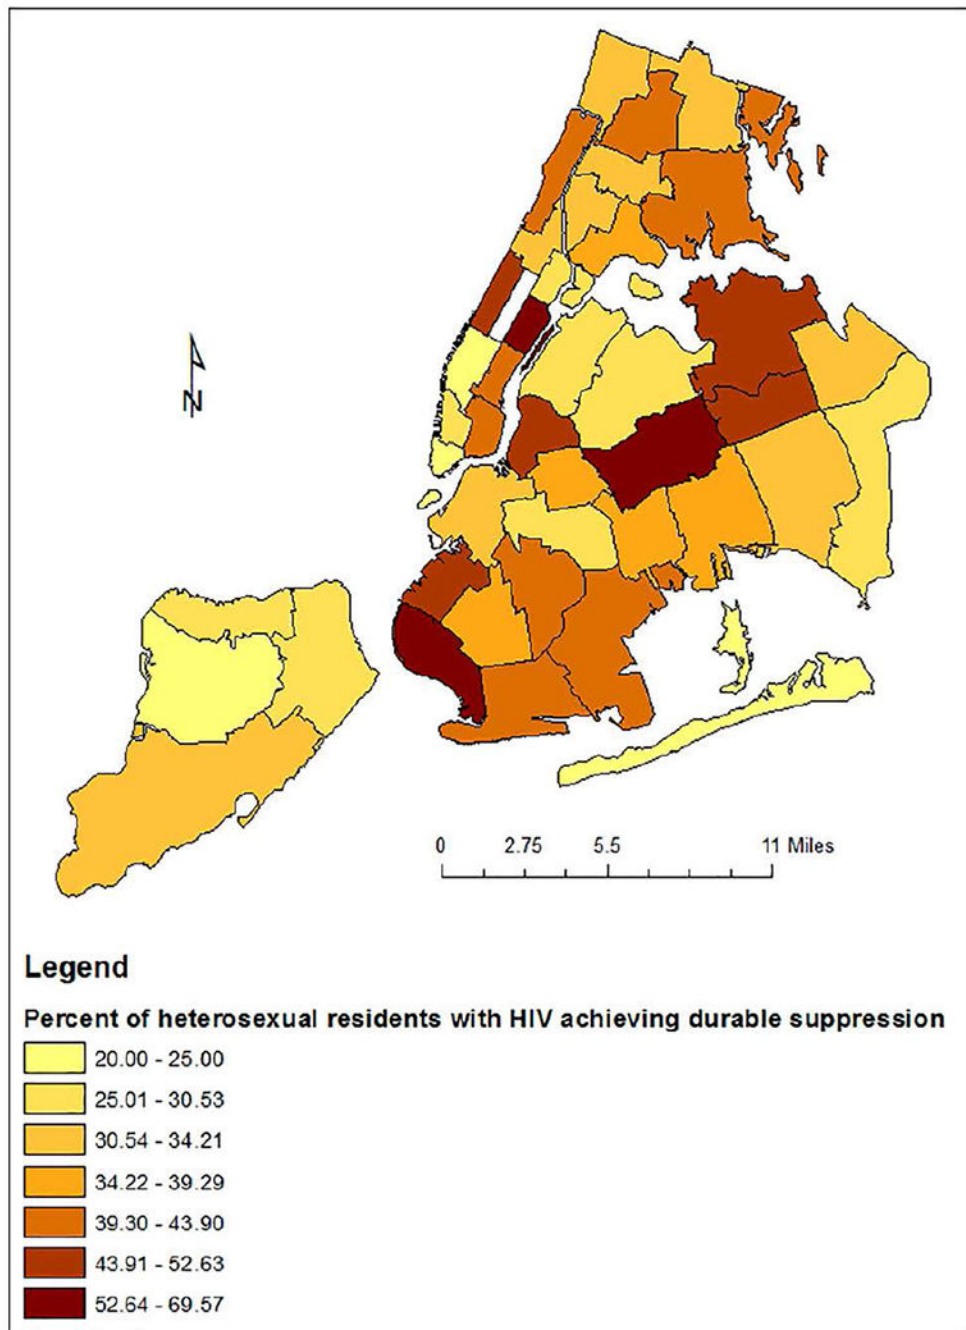 N
0 2.75 5.5 11 Miles
Legend
Percent of heterosexual residents with HIV achieving durable suppression
20.00 - 25.00
25.01 - 30.53
30.54 - 34.21
34.22 - 39.29
39.30 - 43.90
43.91 - 52.63
52.64 - 69.57